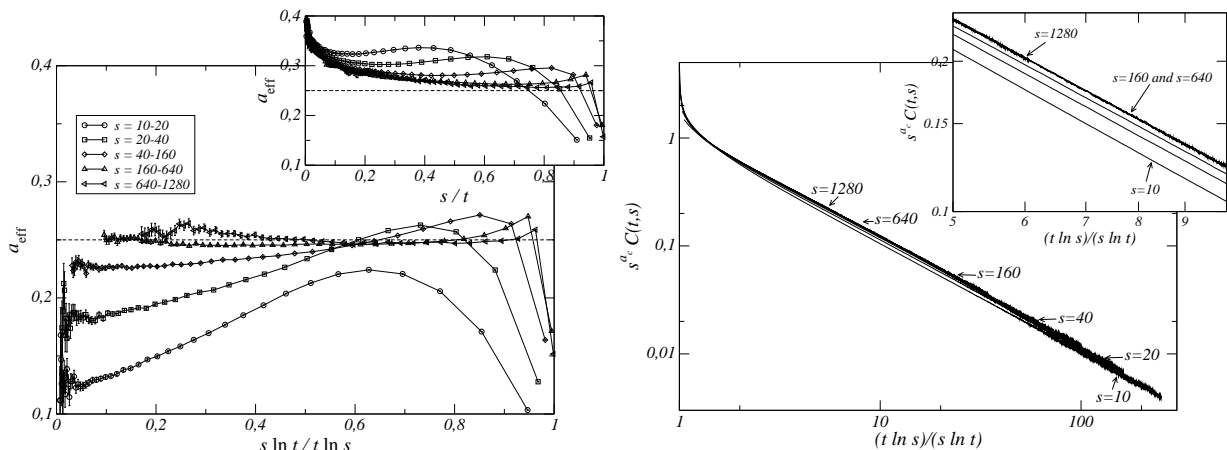 0,4
0,3
0,2
0,1
a_eff
0 0,2 0,4 0,6 0,8 1
s / t
0,4
0,3
0,2
0,1
a_eff
s = 10-20
s = 20-40
s = 40-160
s = 160-640
s = 640-1280
0 0,2 0,4 0,6 0,8 1
s ln t / t ln s
1
0,1
0,01
s^{a_c} C(t,s)
s=1280
s=640
s=160
s=40
s=20
s=10
1 10 100
(t ln s)/(s ln t)
0,2
0.15
0.1
s^{a_c} C(t,s)
s=1280
s=160 and s=640
s=10
5 6 7 8 9
(t ln s)/(s ln t)